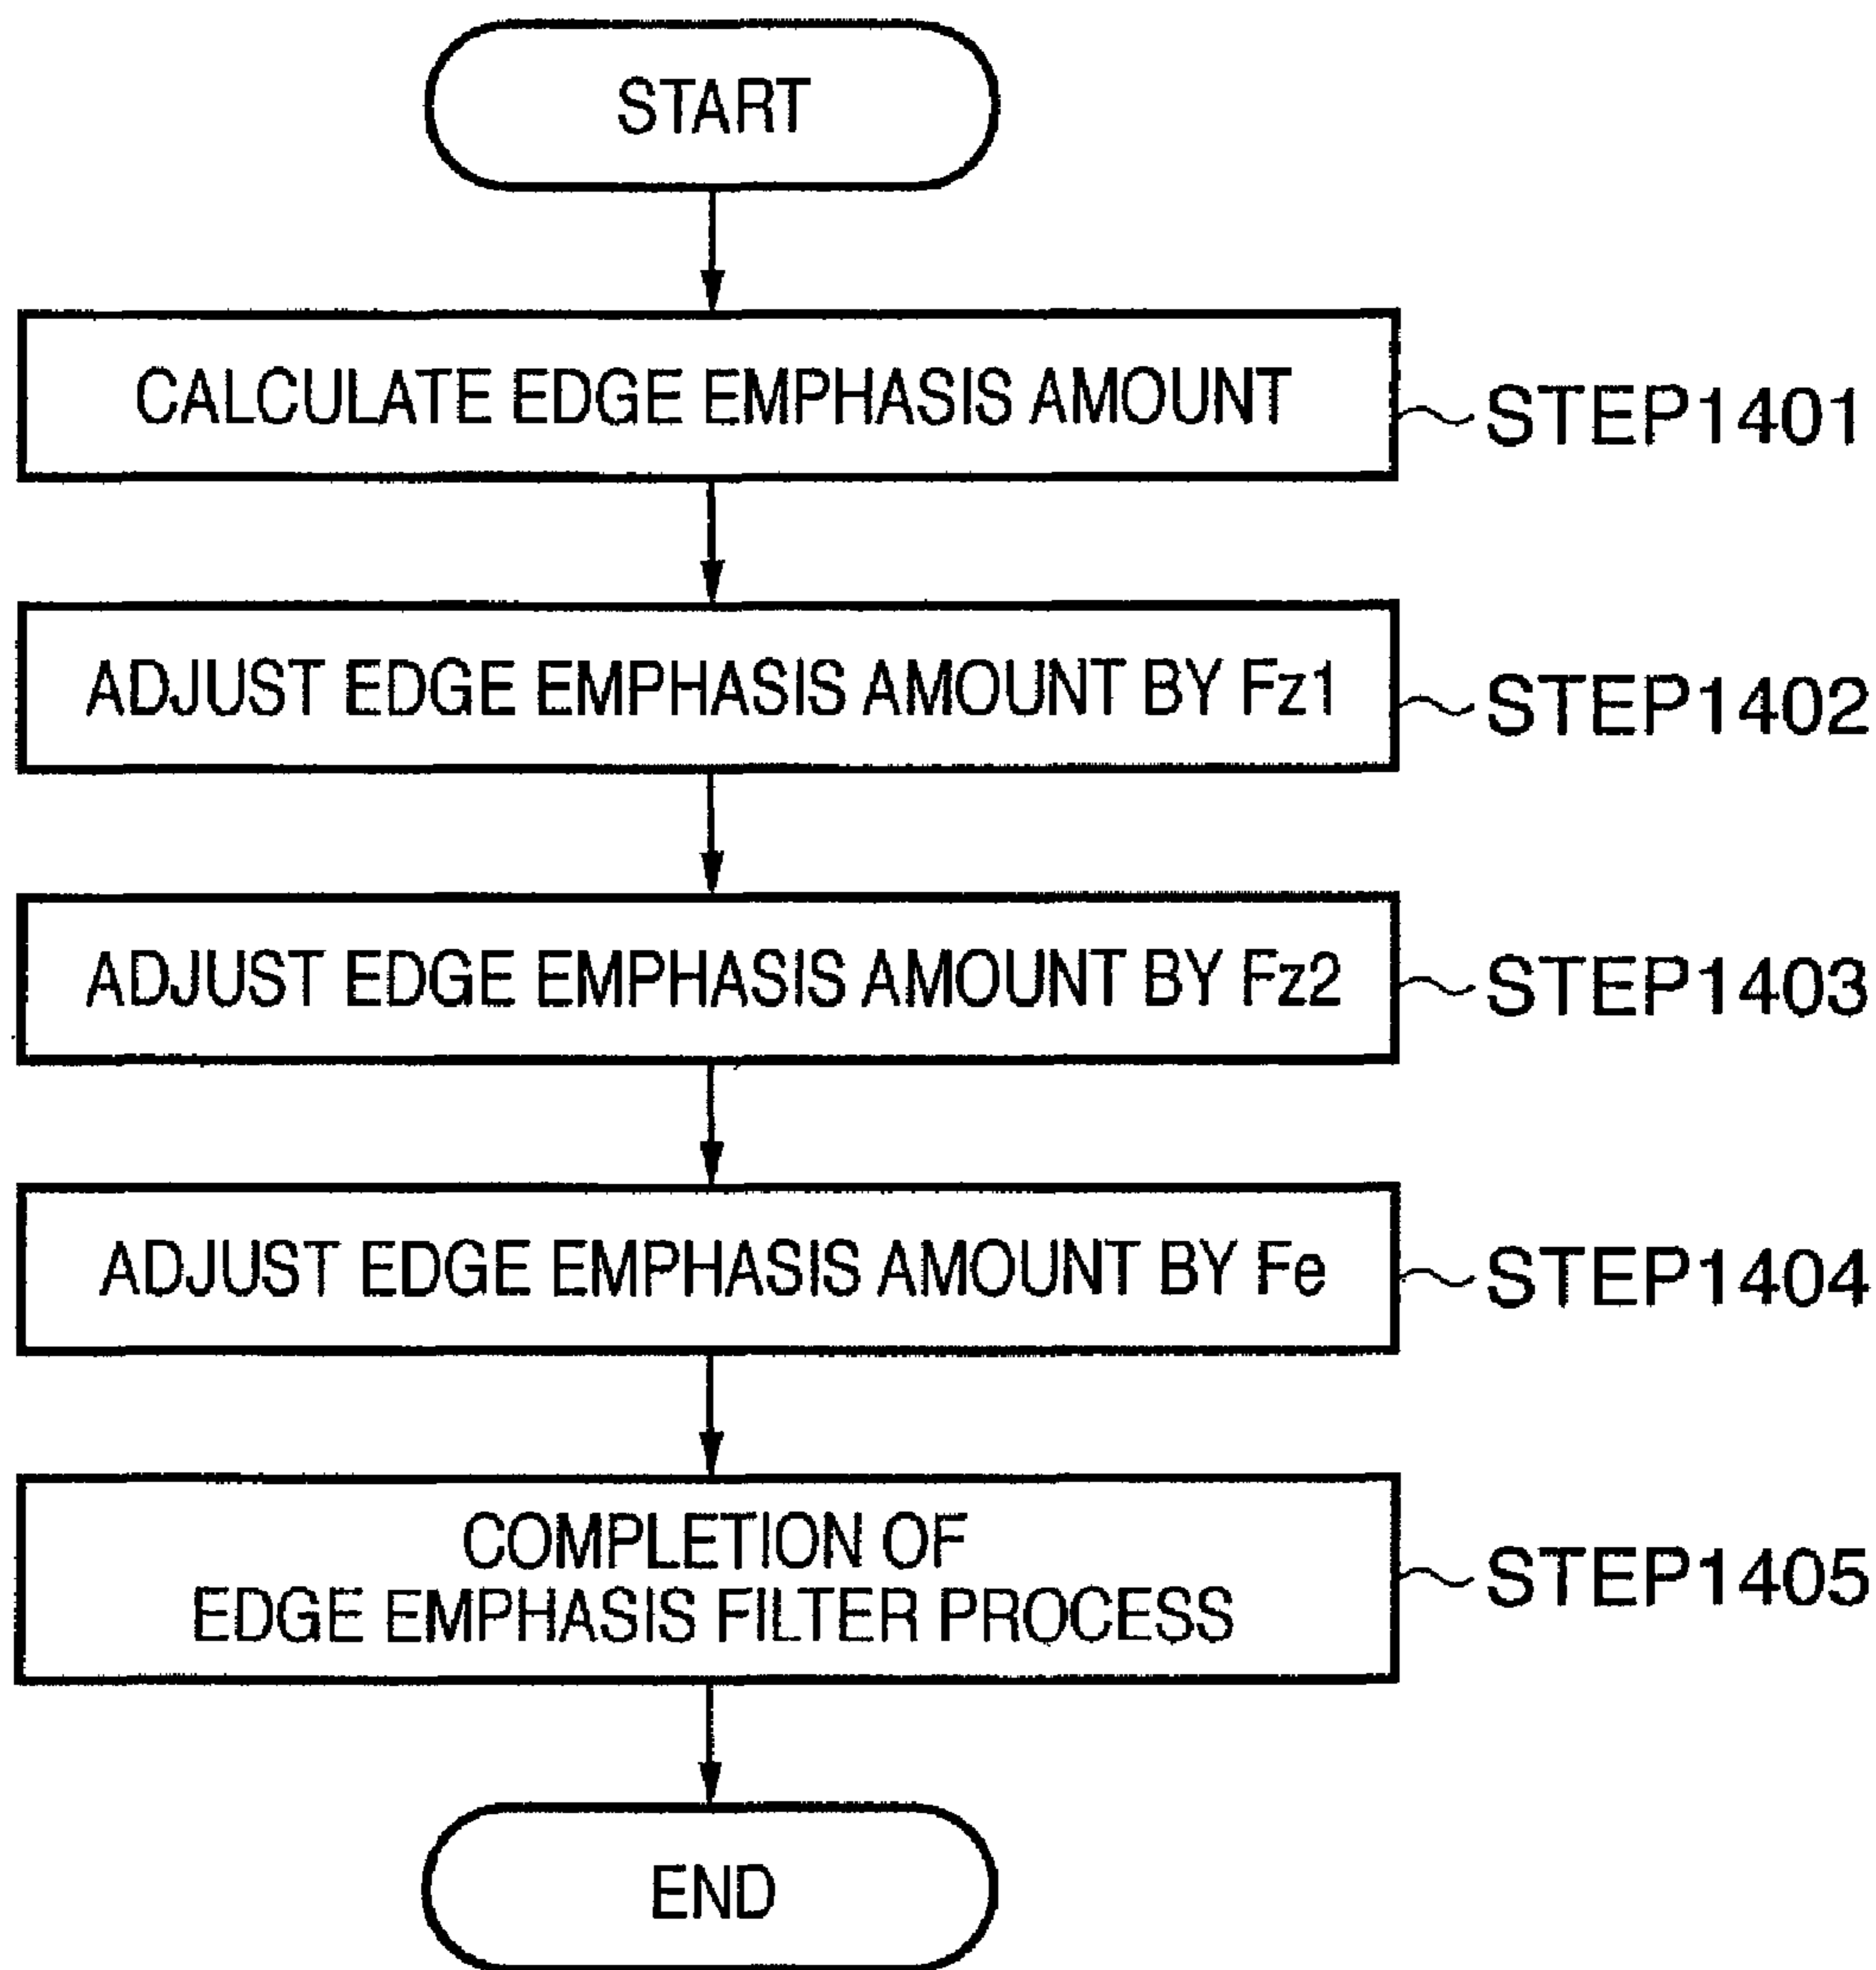 START
CALCULATE EDGE EMPHASIS AMOUNT
STEP1401
ADJUST EDGE EMPHASIS AMOUNT BY Fz1
STEP1402
ADJUST EDGE EMPHASIS AMOUNT BY Fz2
STEP1403
ADJUST EDGE EMPHASIS AMOUNT BY Fe
STEP1404
COMPLETION OF
EDGE EMPHASIS FILTER PROCESS
STEP1405
END